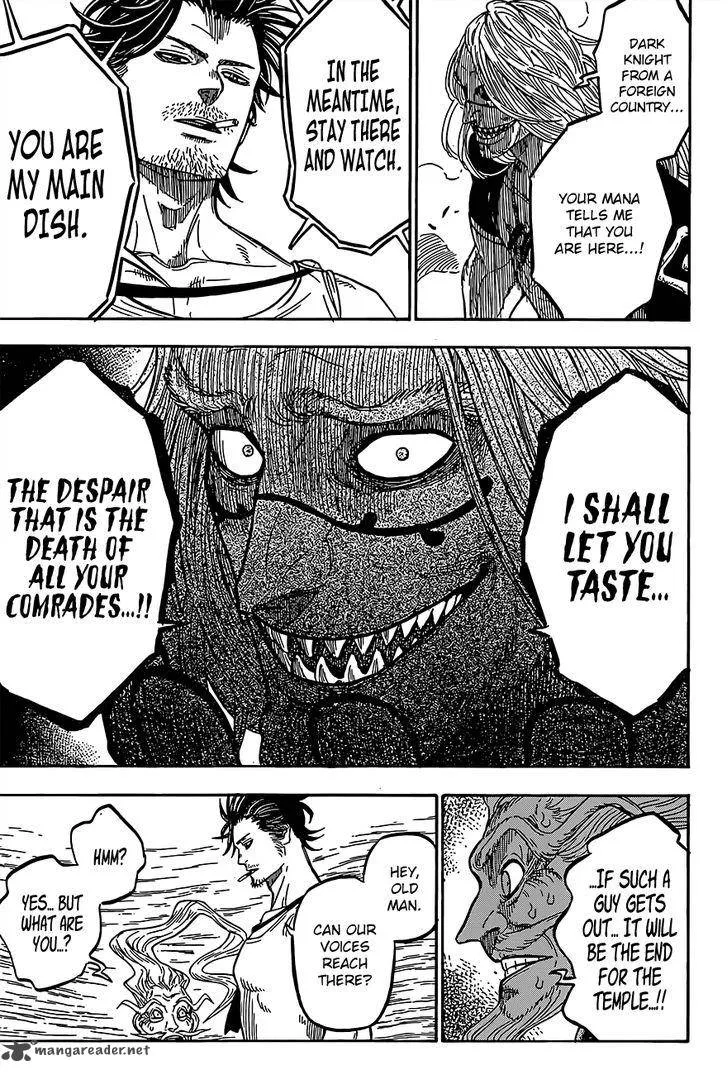 DARK
KNIGHT
FROM A
FOREIGN
COUNTRY...
YOUR MANA
TELLS ME
THAT YOU
ARE HERE...!
IN THE
MEANTIME,
STAY THERE
AND WATCH.
YOU ARE
MY MAIN
DISH.
I SHALL
LET YOU
TASTE...
THE DESPAIR
THAT IS THE
DEATH OF
ALL YOUR
COMRADES...!!
...IF SUCH A
GUY GETS
OUT... IT WILL
BE THE END
FOR THE
TEMPLE...!!
HEY,
OLD
MAN.
CAN OUR
VOICES
REACH
THERE?
HMM?
YES... BUT
WHAT ARE
YOU...?
mangareader.net